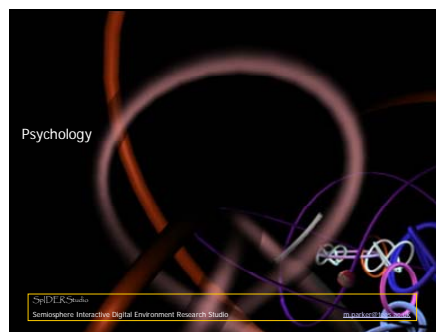 Psychology
SpIDERStudio
Semiosphere Interactive Digital Environment Research Studio